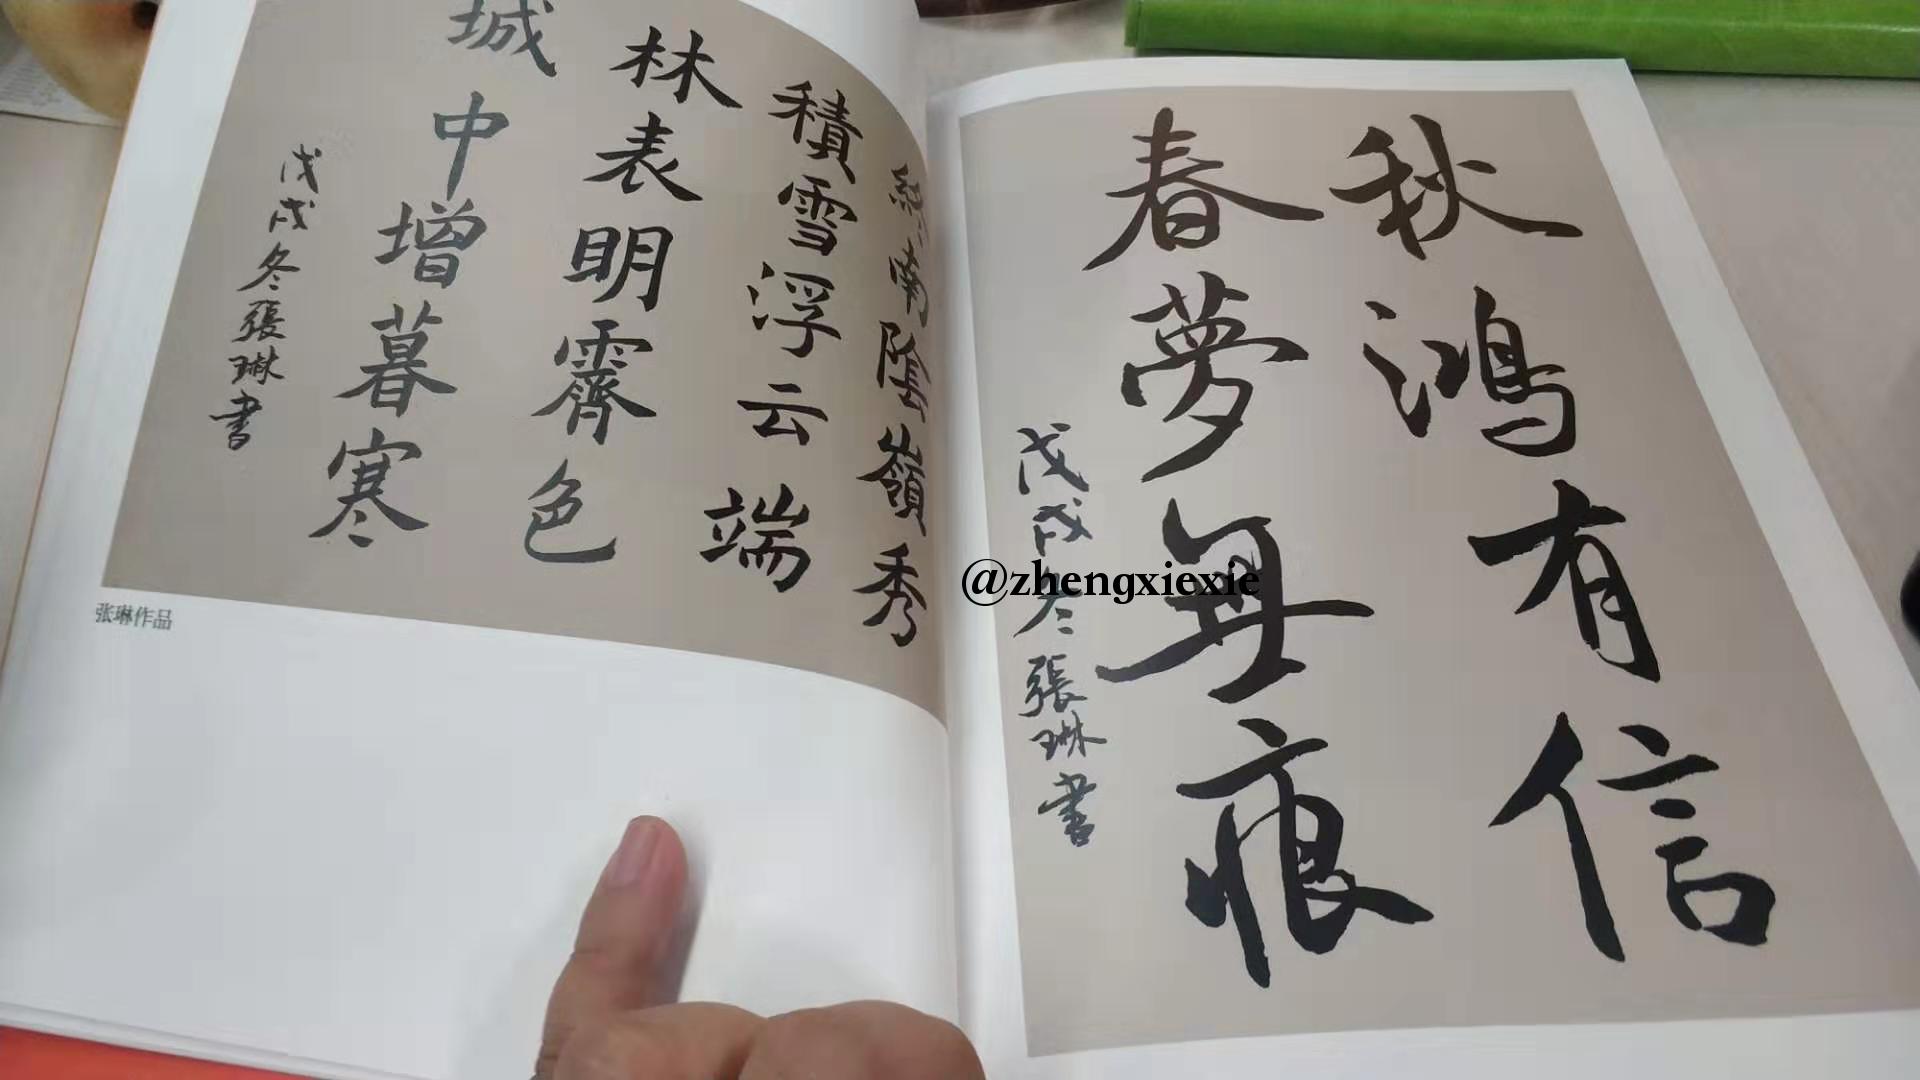 終南陰嶺秀
積雪浮云端
林表明霽色
城中增暮寒
戊戌冬張琳書
张琳作品
秋鸿有信
春夢無痕
戊戌冬張琳書
@zhengxiexie